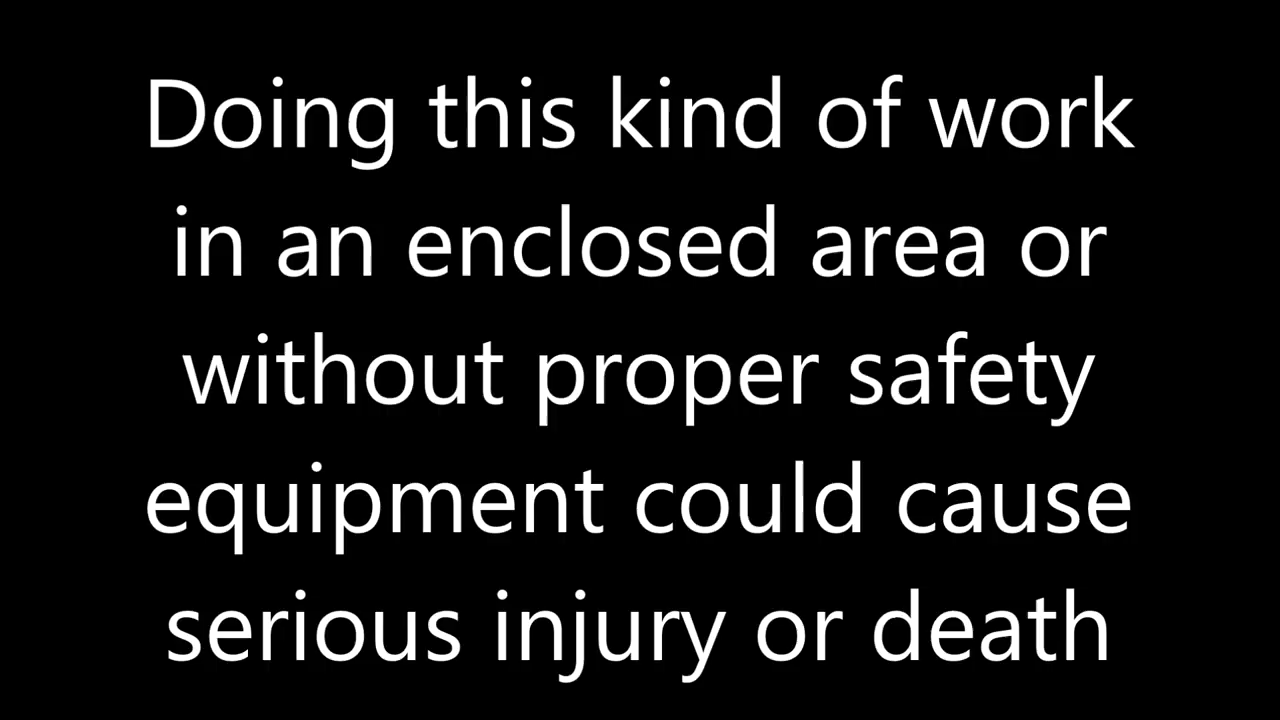 Doing this kind of work
in an enclosed area or
without proper safety
equipment could cause
serious injury or death